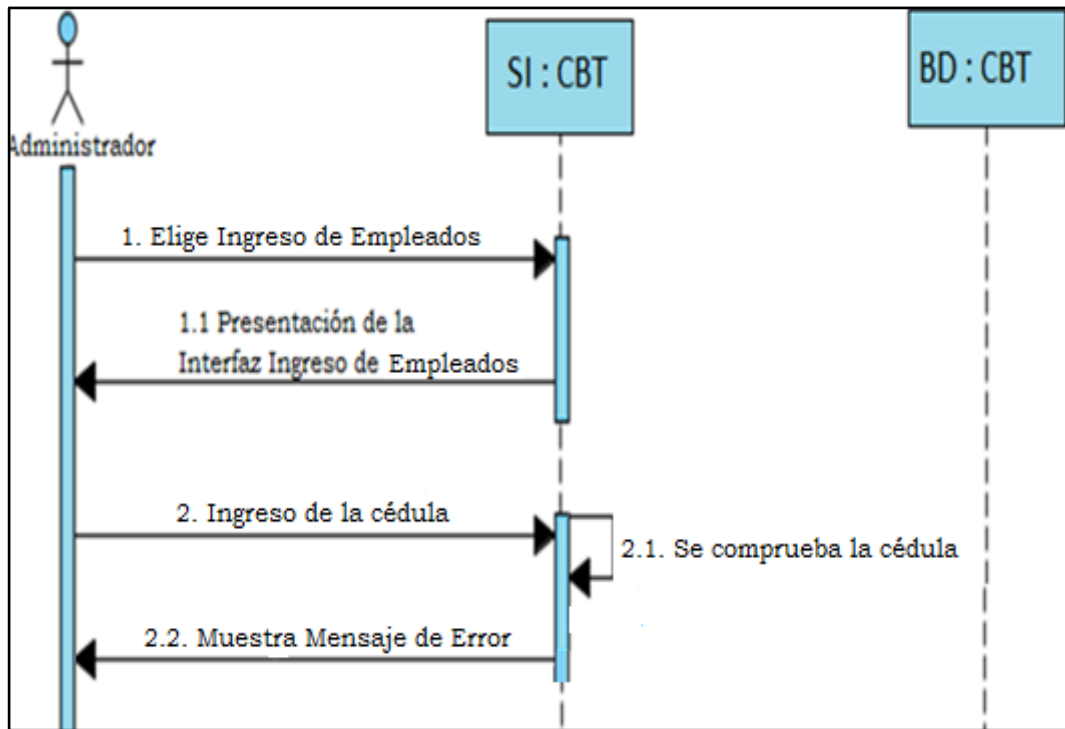 SI : CBT
BD : CBT
Administrador
1. Elige Ingreso de Empleados
1.1 Presentación de la
Interfaz Ingreso de Empleados
2. Ingreso de la cédula
2.1. Se comprueba la cédula
2.2. Muestra Mensaje de Error